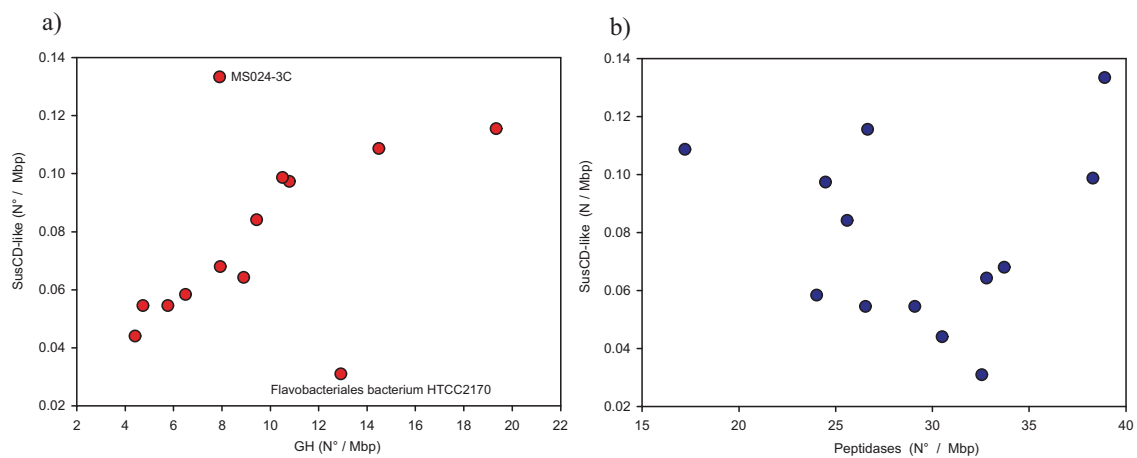 a)
0.14
0.12
0.10
0.08
0.06
0.04
0.02
SusCD-like (N° / Mbp)
MS024-3C
Flavobacteriales bacterium HTCC2170
2 4 6 8 10 12 14 16 18 20 22
GH (N° / Mbp)
b)
0.14
0.12
0.10
0.08
0.06
0.04
0.02
SusCD-like (N / Mbp)
15 20 25 30 35 40
Peptidases (N° / Mbp)